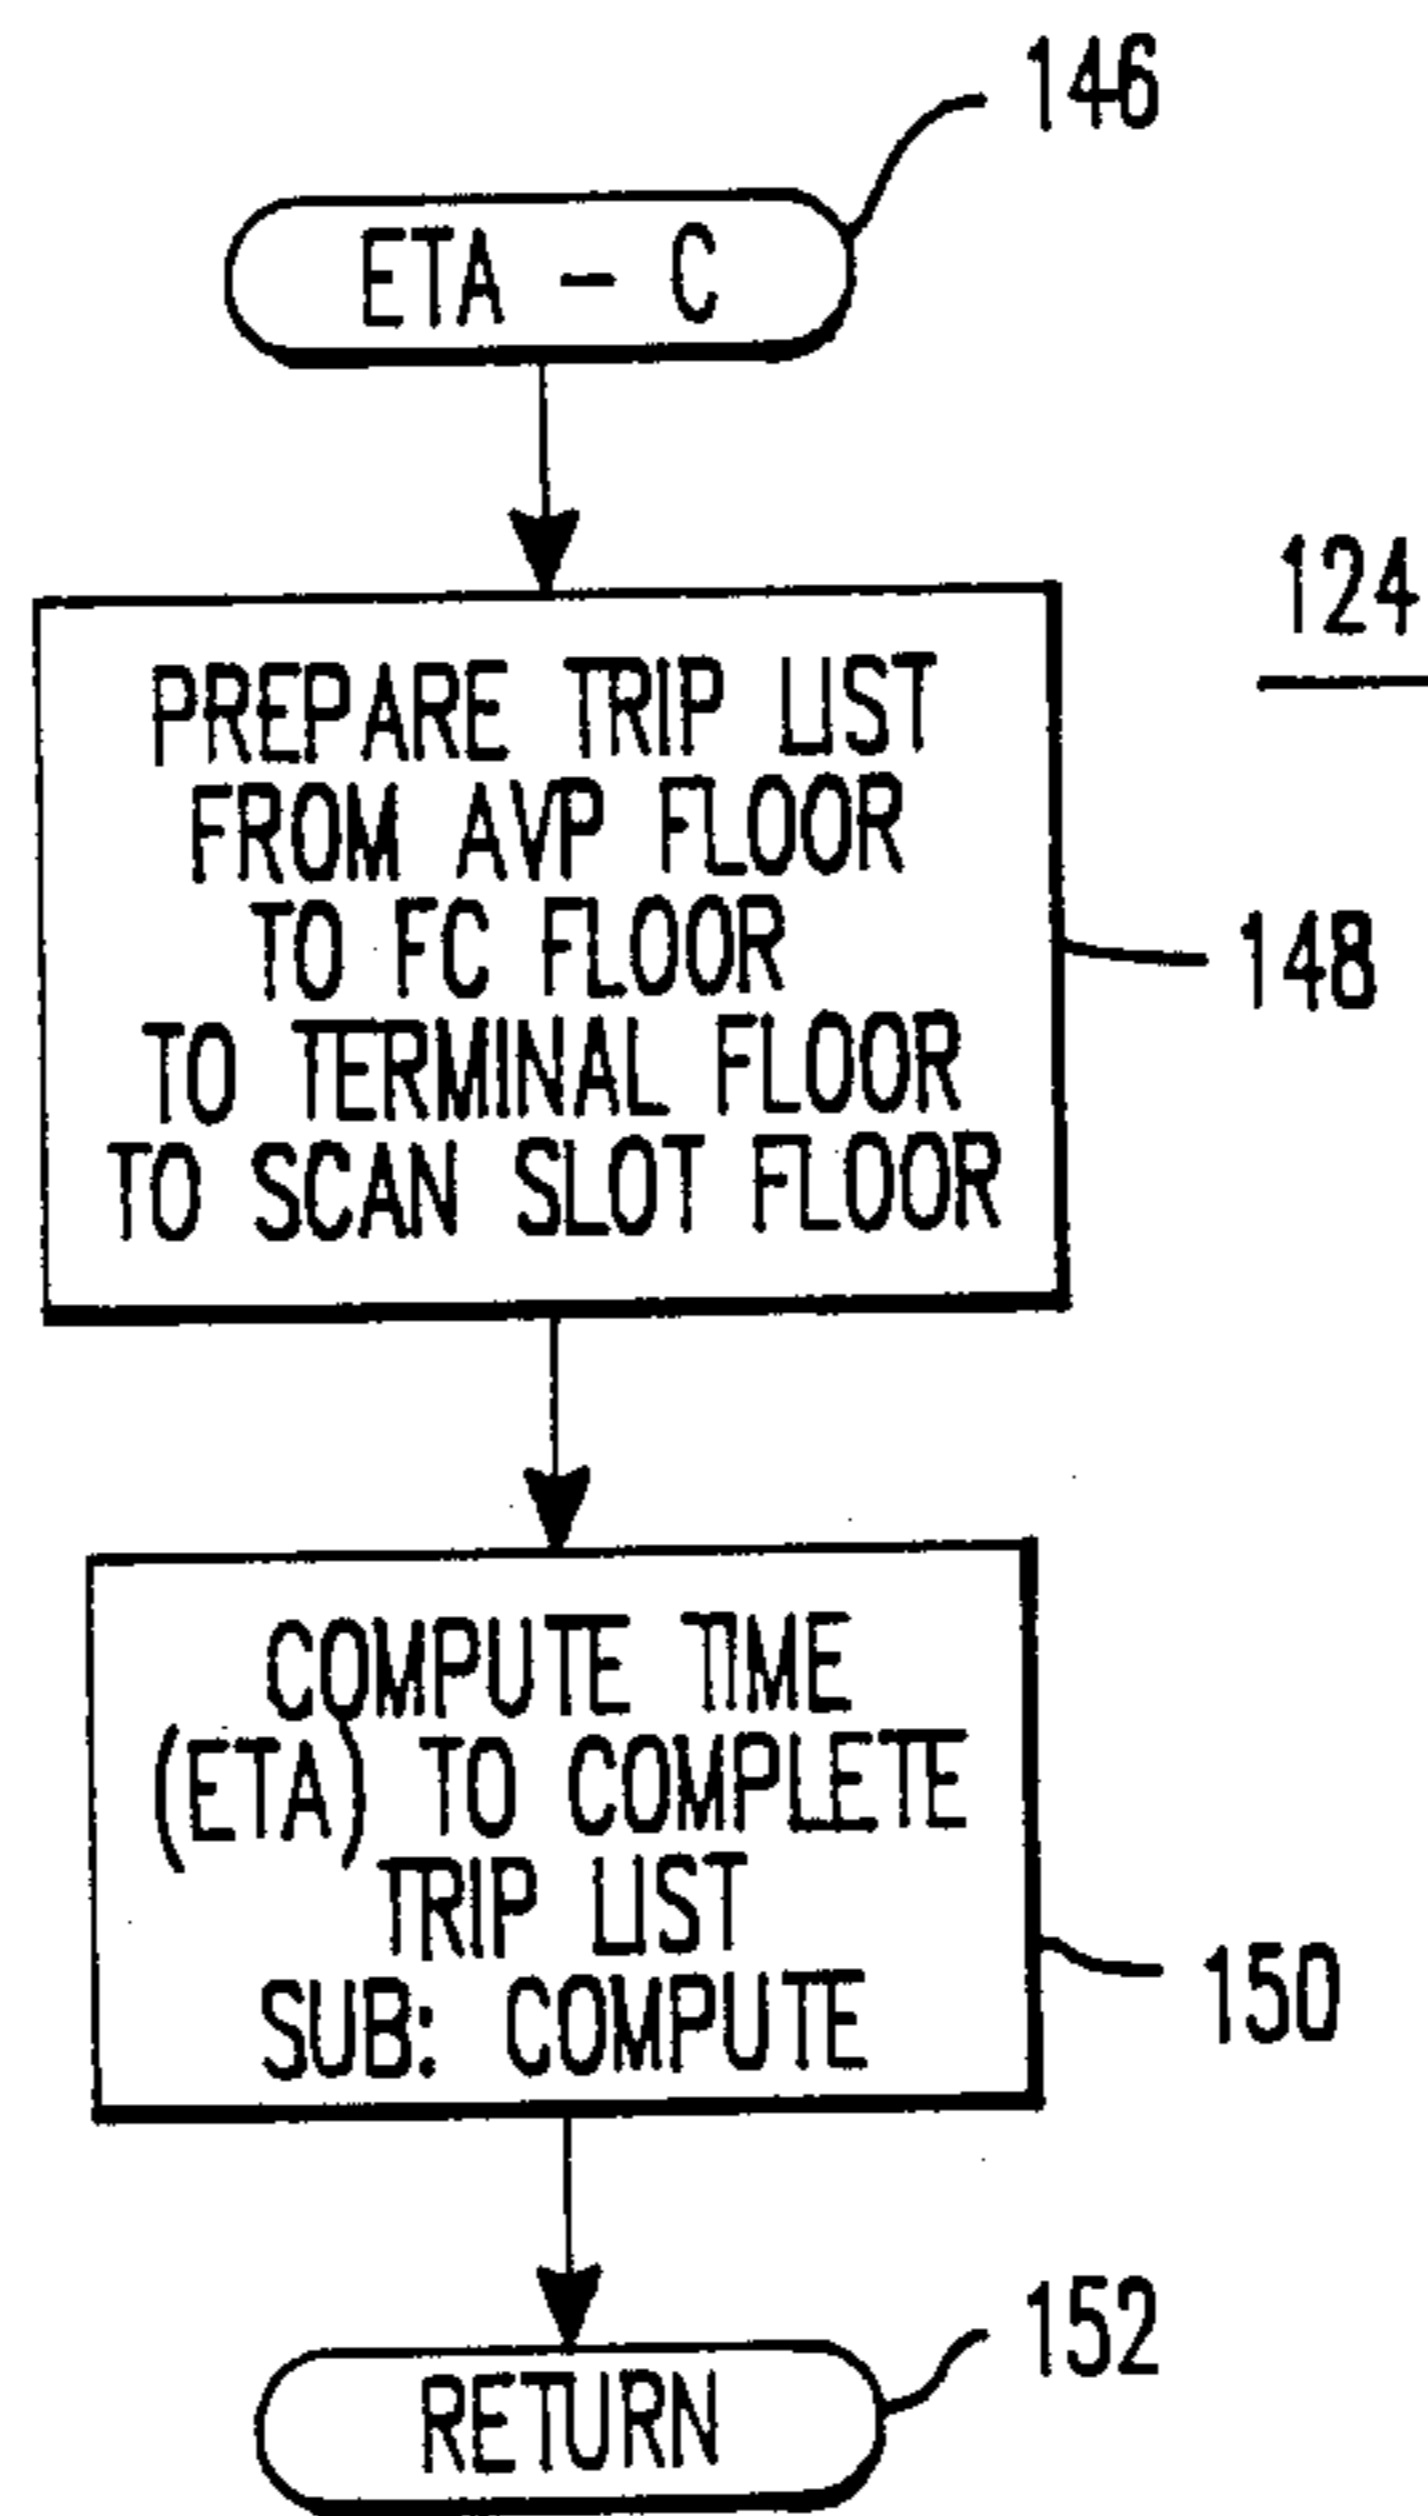 146
ETA - C
124
PREPARE TRIP LIST
FROM AVP FLOOR
TO FC FLOOR
TO TERMINAL FLOOR
TO SCAN SLOT FLOOR
148
COMPUTE TIME
(ETA) TO COMPLETE
TRIP LIST
SUB: COMPUTE
150
152
RETURN